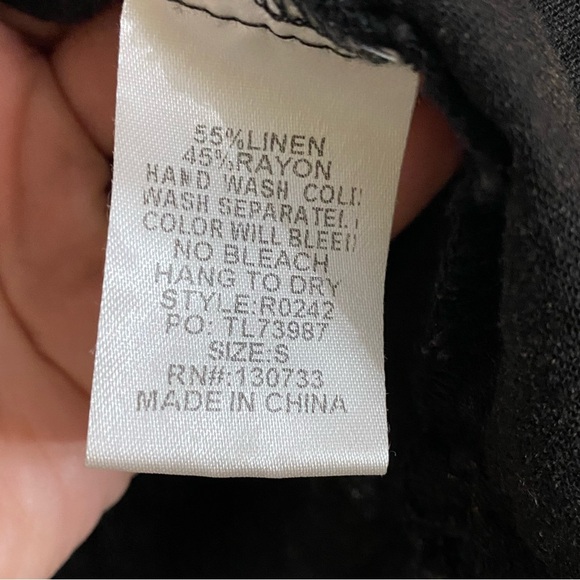 55%LINEN
45%RAYON
HAND WASH COLD
WASH SEPARATEL
COLOR WILL BLEED
NO BLEACH
HANG TO DRY
STYLE:R0242
PO: TL73987
SIZE:S
RN#:130733
MADE IN CHINA